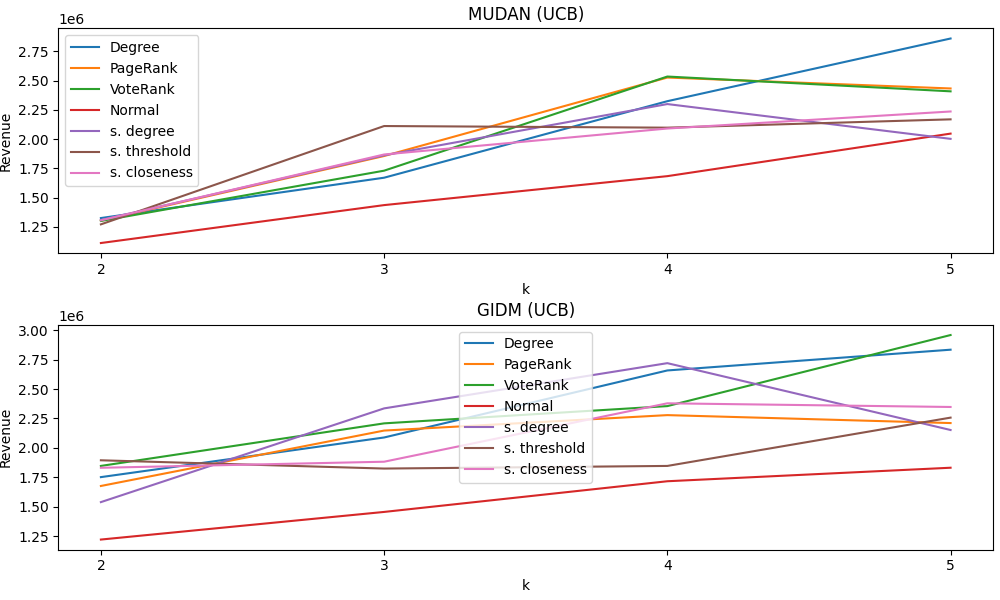 MUDAN (UCB)
1e6
Revenue
2.75
2.50
2.25
2.00
1.75
1.50
1.25
Degree
PageRank
VoteRank
Normal
s. degree
s. threshold
s. closeness
2 3 4 5
k
GIDM (UCB)
1e6
Revenue
3.00
2.75
2.50
2.25
2.00
1.75
1.50
1.25
Degree
PageRank
VoteRank
Normal
s. degree
s. threshold
s. closeness
2 3 4 5
k